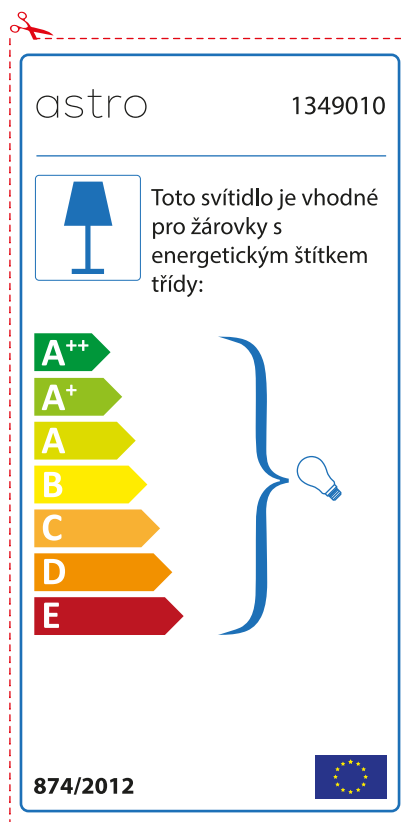 astro
1349010
Toto svítidlo je vhodné
pro žárovky s
energetickým štítkem
třídy:
A++
A+
A
B
C
D
E
874/2012